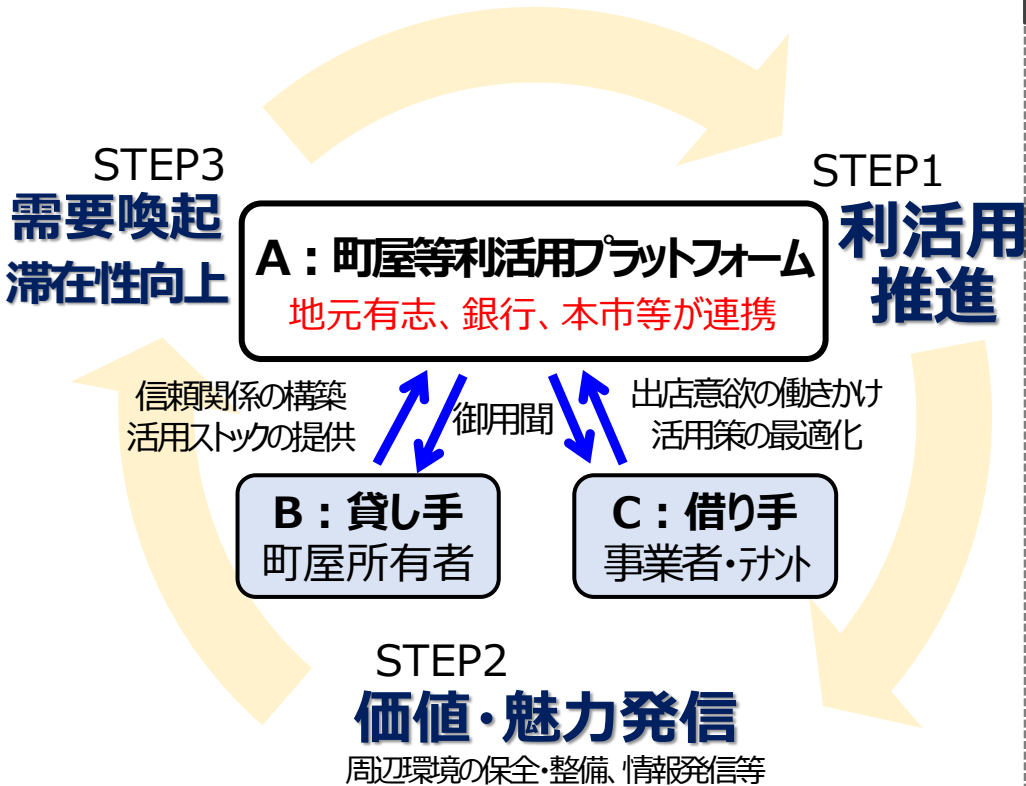 STEP3
需要喚起
滞在性向上
STEP1
利活用
推進
A：町屋等利活用プラットフォーム
地元有志、銀行、本市等が連携
信頼関係の構築
活用ストックの提供
御用聞
出店意欲の働きかけ
活用策の最適化
B：貸し手
町屋所有者
C：借り手
事業者・テナント
STEP2
価値・魅力発信
周辺環境の保全・整備、情報発信等